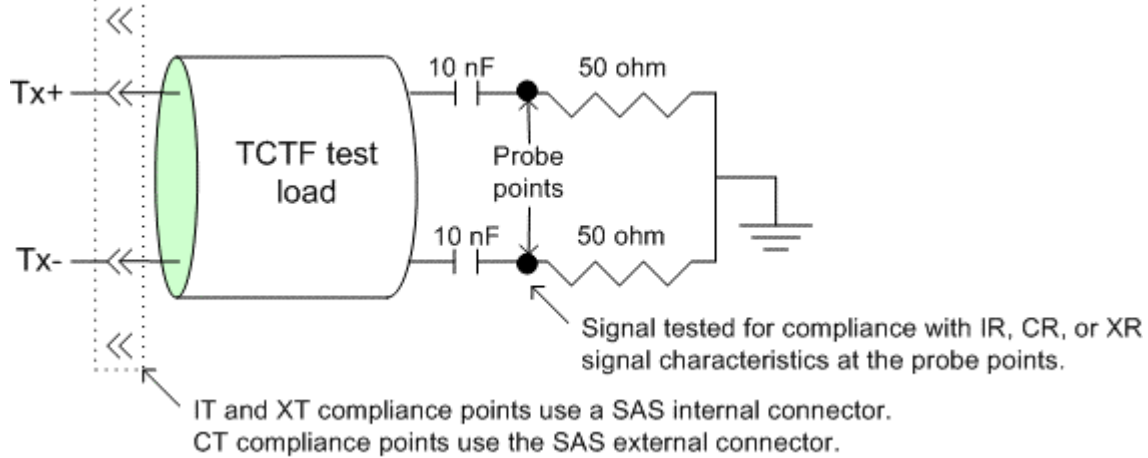 10 nF
50 ohm
Tx+
TCTF test
load
Probe
points
10 nF
50 ohm
Tx-
Signal tested for compliance with IR, CR, or XR
signal characteristics at the probe points.
IT and XT compliance points use a SAS internal connector.
CT compliance points use the SAS external connector.